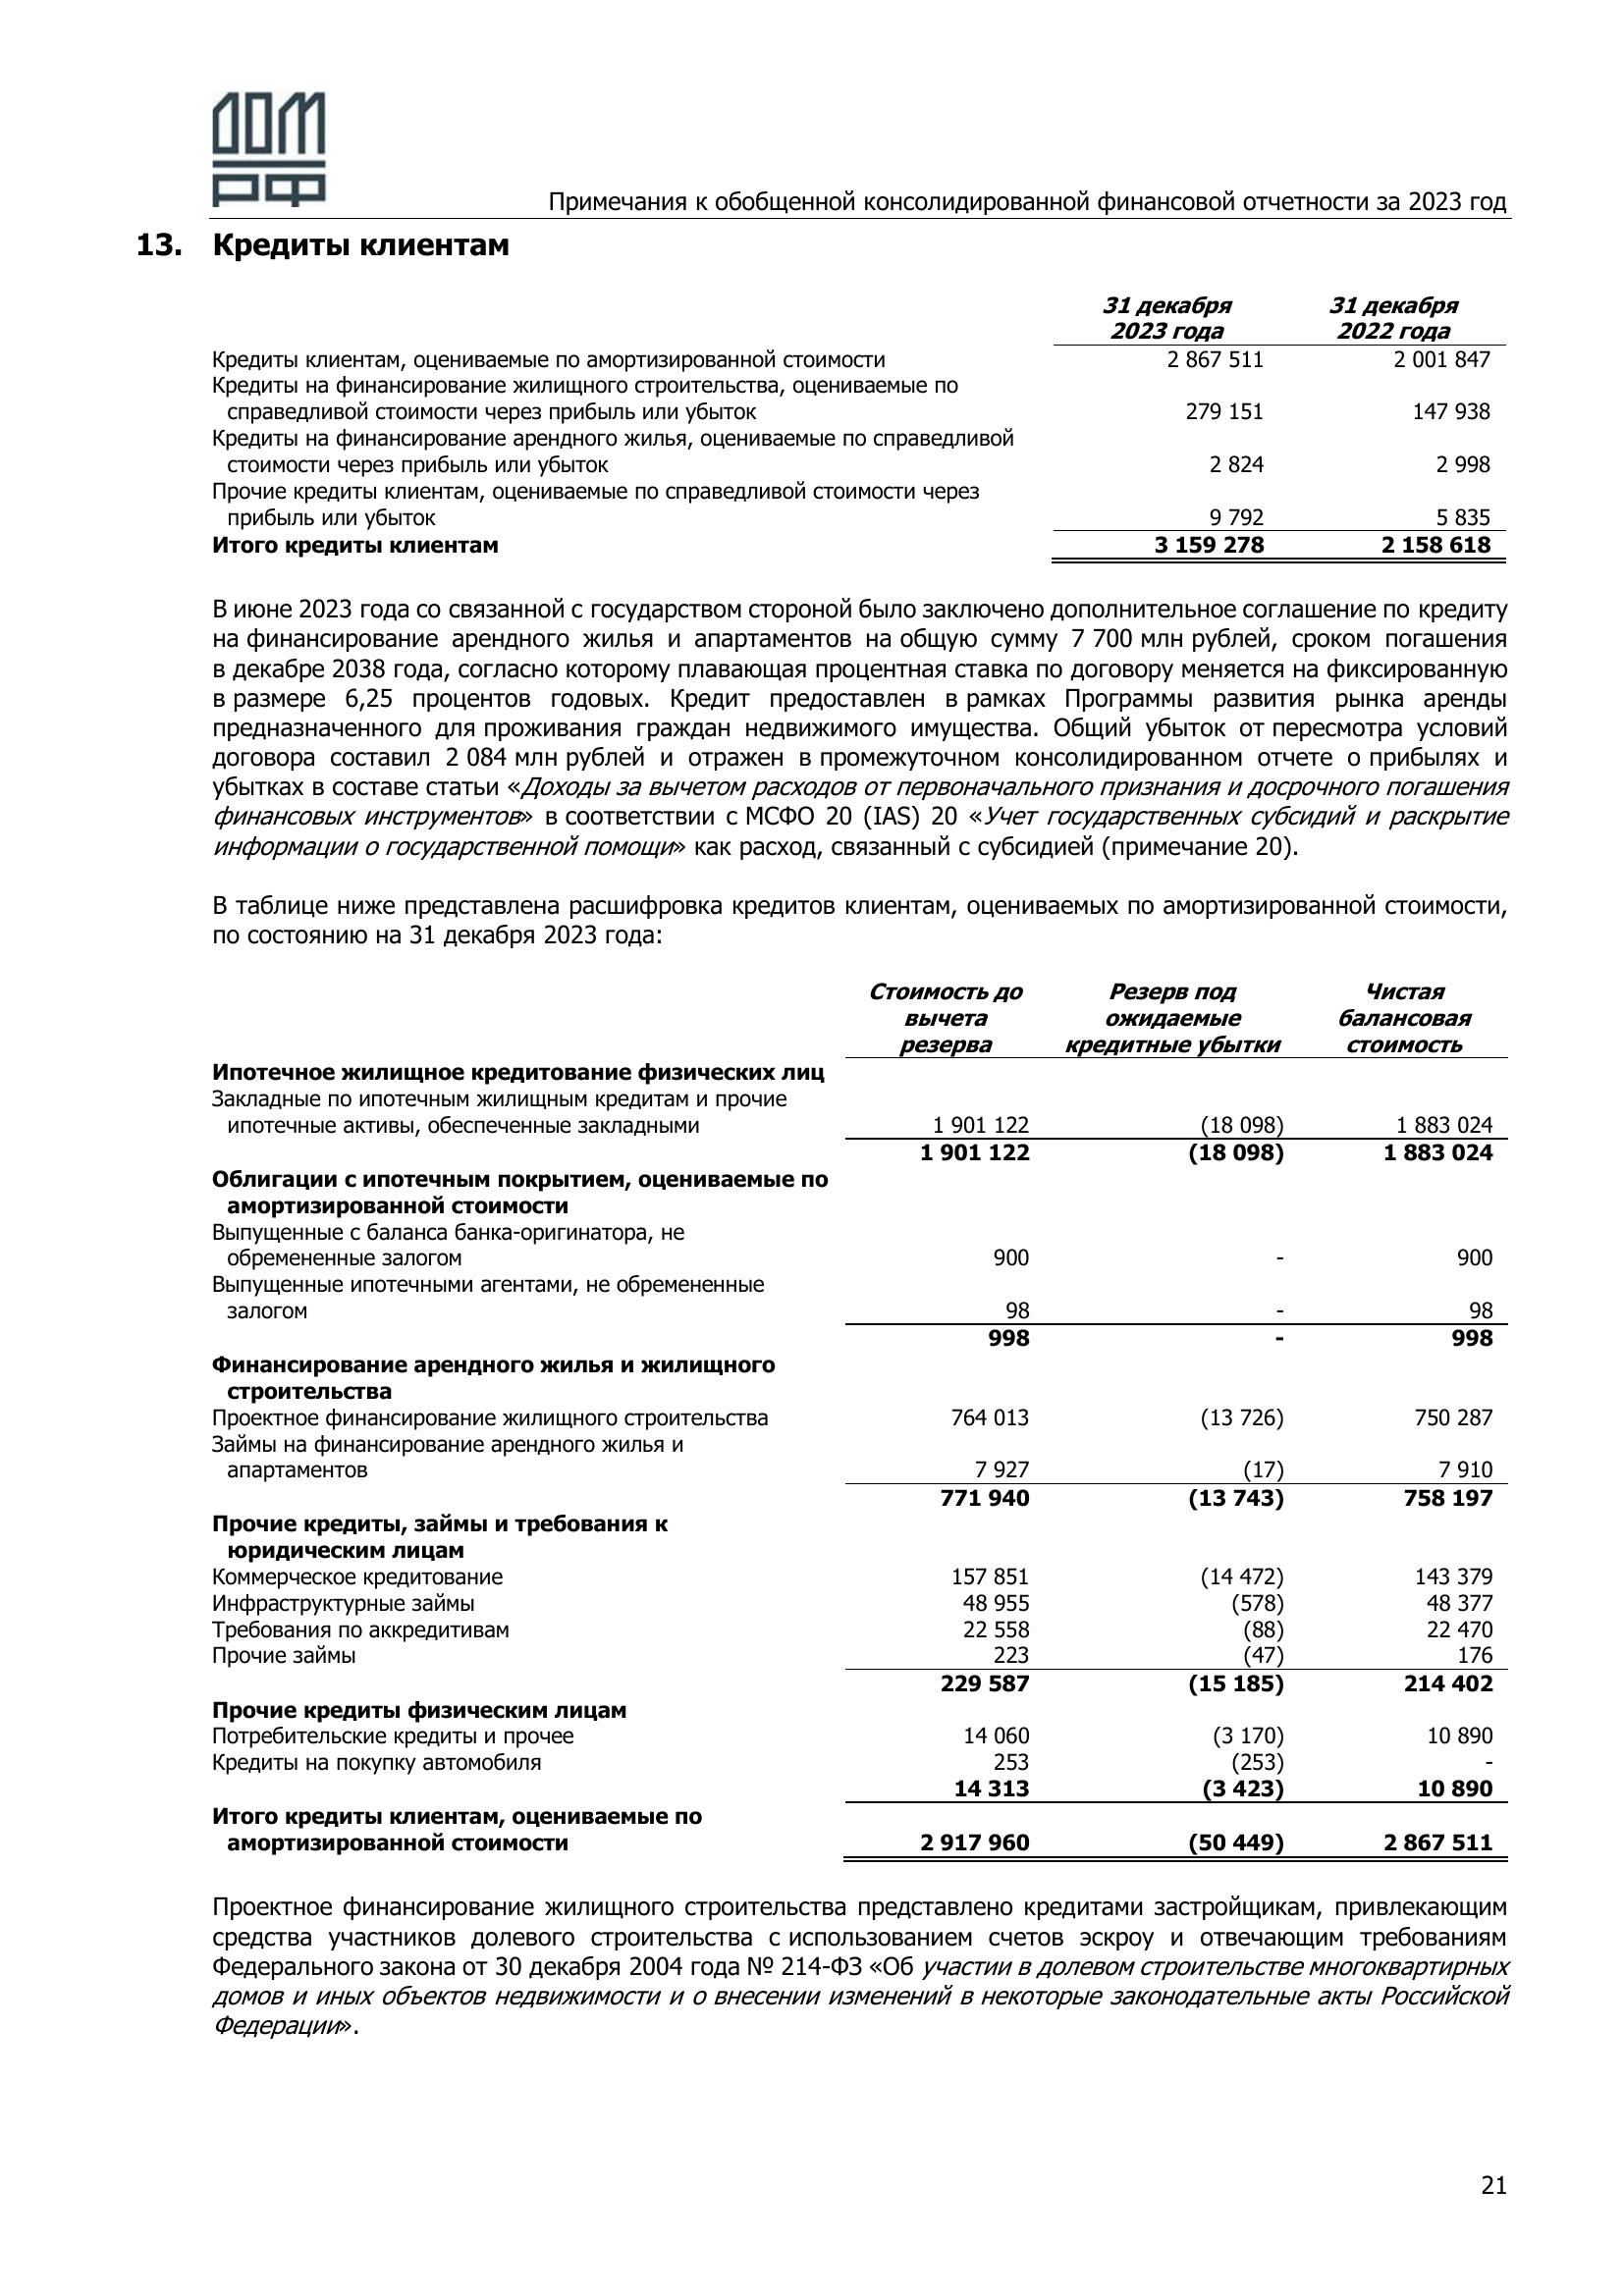 ДОМ
РФ
Примечания к обобщенной консолидированной финансовой отчетности за 2023 год
13. Кредиты клиентам
31 декабря 31 декабря
2023 года 2022 года
Кредиты клиентам, оцениваемые по амортизированной стоимости 2 867 511 2 001 847
Кредиты на финансирование жилищного строительства, оцениваемые по
справедливой стоимости через прибыль или убыток 279 151 147 938
Кредиты на финансирование арендного жилья, оцениваемые по справедливой
стоимости через прибыль или убыток 2 824 2 998
Прочие кредиты клиентам, оцениваемые по справедливой стоимости через
прибыль или убыток 9 792 5 835
Итого кредиты клиентам 3 159 278 2 158 618
В июне 2023 года со связанной с государством стороной было заключено дополнительное соглашение по кредиту
на финансирование арендного жилья и апартаментов на общую сумму 7 700 млн рублей, сроком погашения
в декабре 2038 года, согласно которому плавающая процентная ставка по договору меняется на фиксированную
в размере 6,25 процентов годовых. Кредит предоставлен в рамках Программы развития рынка аренды
предназначенного для проживания граждан недвижимого имущества. Общий убыток от пересмотра условий
договора составил 2 084 млн рублей и отражен в промежуточном консолидированном отчете о прибылях и
убытках в составе статьи «Доходы за вычетом расходов от первоначального признания и досрочного погашения
финансовых инструментов» в соответствии с МСФО 20 (IAS) 20 «Учет государственных субсидий и раскрытие
информации о государственной помощи» как расход, связанный с субсидией (примечание 20).
В таблице ниже представлена расшифровка кредитов клиентам, оцениваемых по амортизированной стоимости,
по состоянию на 31 декабря 2023 года:
Стоимость до Резерв под Чистая
вычета ожидаемые балансовая
резерва кредитные убытки стоимость
Ипотечное жилищное кредитование физических лиц
Закладные по ипотечным жилищным кредитам и прочие
ипотечные активы, обеспеченные закладными 1 901 122 (18 098) 1 883 024
1 901 122 (18 098) 1 883 024
Облигации с ипотечным покрытием, оцениваемые по
амортизированной стоимости
Выпущенные с баланса банка-оригинатора, не
обремененные залогом 900 - 900
Выпущенные ипотечными агентами, не обремененные
залогом 98 - 98
998 - 998
Финансирование арендного жилья и жилищного
строительства
Проектное финансирование жилищного строительства 764 013 (13 726) 750 287
Займы на финансирование арендного жилья и
апартаментов 7 927 (17) 7 910
771 940 (13 743) 758 197
Прочие кредиты, займы и требования к
юридическим лицам
Коммерческое кредитование 157 851 (14 472) 143 379
Инфраструктурные займы 48 955 (578) 48 377
Требования по аккредитивам 22 558 (88) 22 470
Прочие займы 223 (47) 176
229 587 (15 185) 214 402
Прочие кредиты физическим лицам
Потребительские кредиты и прочее 14 060 (3 170) 10 890
Кредиты на покупку автомобиля 253 (253) -
14 313 (3 423) 10 890
Итого кредиты клиентам, оцениваемые по
амортизированной стоимости 2 917 960 (50 449) 2 867 511
Проектное финансирование жилищного строительства представлено кредитами застройщикам, привлекающим
средства участников долевого строительства с использованием счетов эскроу и отвечающим требованиям
Федерального закона от 30 декабря 2004 года № 214-ФЗ «Об участии в долевом строительстве многоквартирных
домов и иных объектов недвижимости и о внесении изменений в некоторые законодательные акты Российской
Федерации».
21